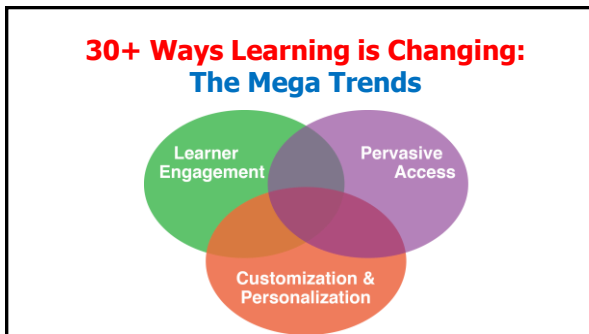 30+ Ways Learning is Changing:
The Mega Trends
Learner
Engagement
Pervasive
Access
Customization &
Personalization